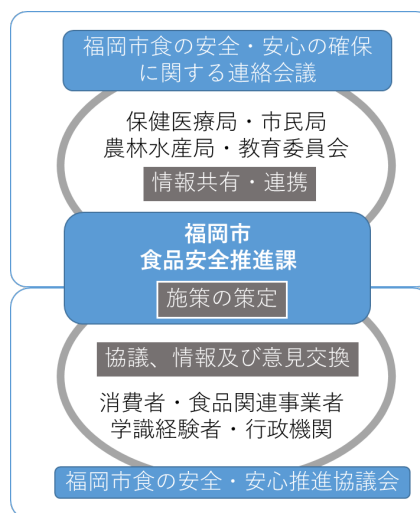 福岡市食の安全・安心の確保
に関する連絡会議
保健医療局・市民局
農林水産局・教育委員会
情報共有・連携
福岡市
食品安全推進課
施策の策定
協議、情報及び意見交換
消費者・食品関連事業者
学識経験者・行政機関
福岡市食の安全・安心推進協議会